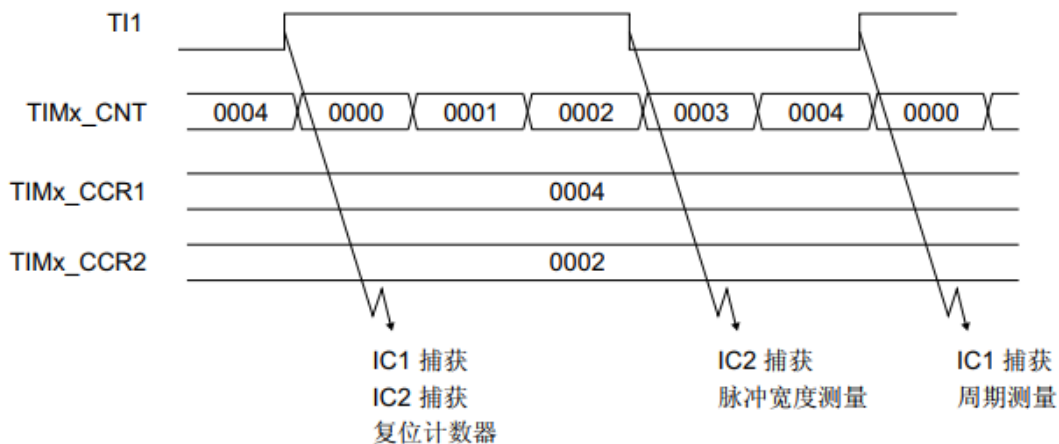 TI1
TIMx_CNT 0004 0000 0001 0002 0003 0004 0000
TIMx_CCR1 0004
TIMx_CCR2 0002
IC1 捕获
IC2 捕获
复位计数器
IC2 捕获
脉冲宽度测量
IC1 捕获
周期测量